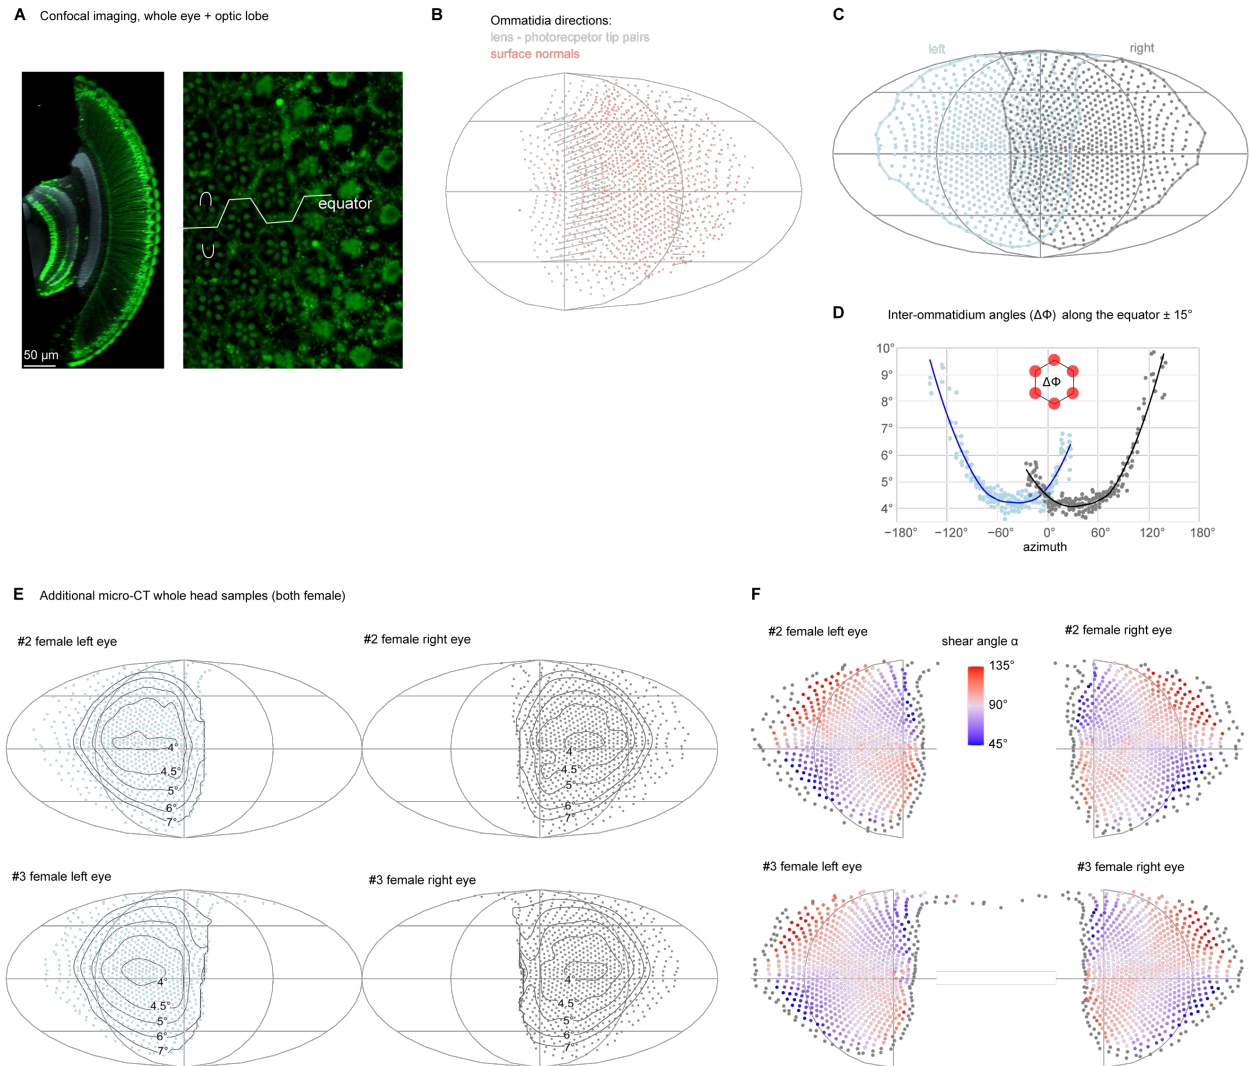 A Confocal imaging, whole eye + optic lobe
50 µm
equator
B
Ommatidia directions:
lens - photorecpetor tip pairs
surface normals
C
left
right
D Inter-ommatidium angles (ΔΦ) along the equator ± 15°
10°
9°
8°
7°
6°
5°
4°
ΔΦ
−180° −120° −60° 0° 60° 120° 180°
azimuth
E Additional micro-CT whole head samples (both female)
#2 female left eye
4°
4.5°
5°
6°
7°
#2 female right eye
4°
4.5°
5°
6°
7°
#3 female left eye
4°
4.5°
5°
6°
7°
#3 female right eye
4°
4.5°
5°
6°
7°
F
#2 female left eye
shear angle α
135°
90°
45°
#2 female right eye
#3 female left eye
#3 female right eye